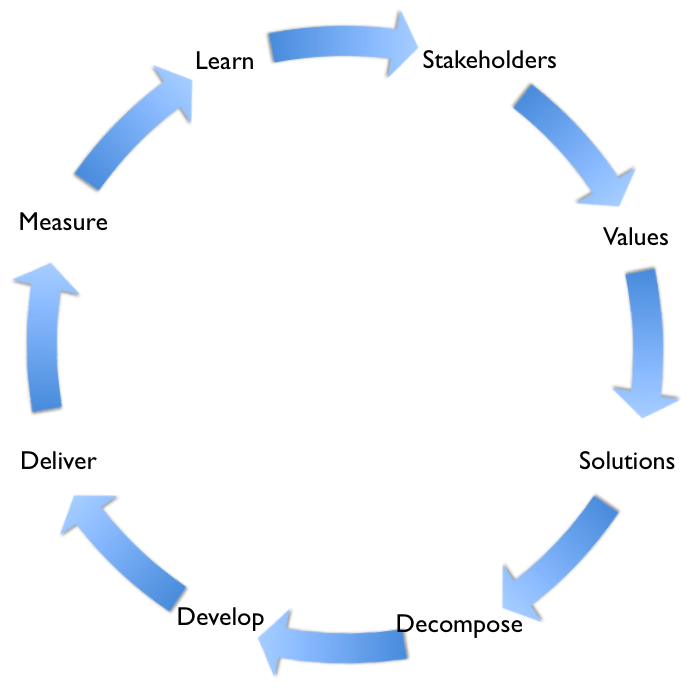 Learn
Stakeholders
Values
Solutions
Decompose
Develop
Deliver
Measure